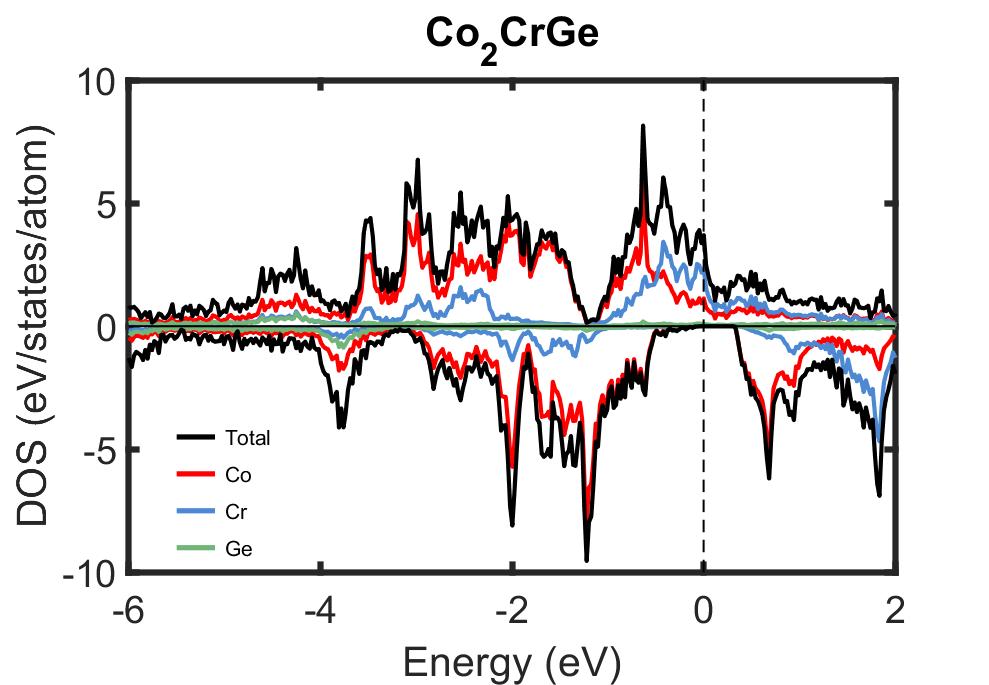 Co2CrGe
10
5
0
-5
-10
DOS (eV/states/atom)
Total
Co
Cr
Ge
-6 -4 -2 0 2
Energy (eV)